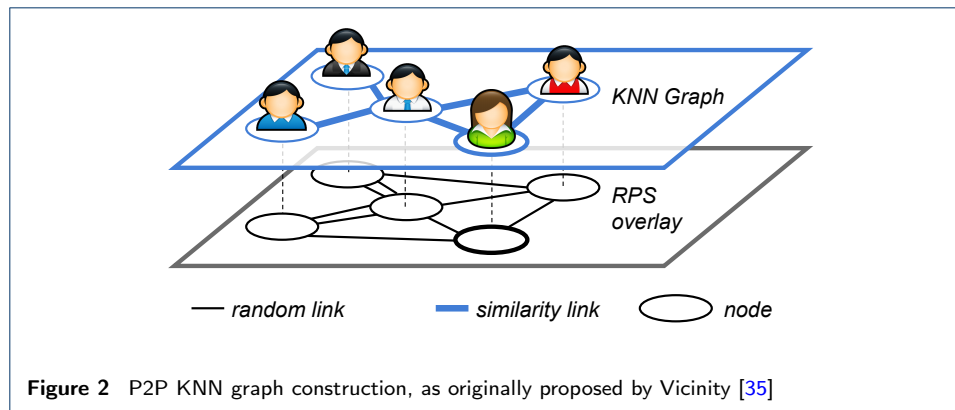 KNN Graph
RPS
overlay
random link
similarity link
node
Figure 2 P2P KNN graph construction, as originally proposed by Vicinity [35]